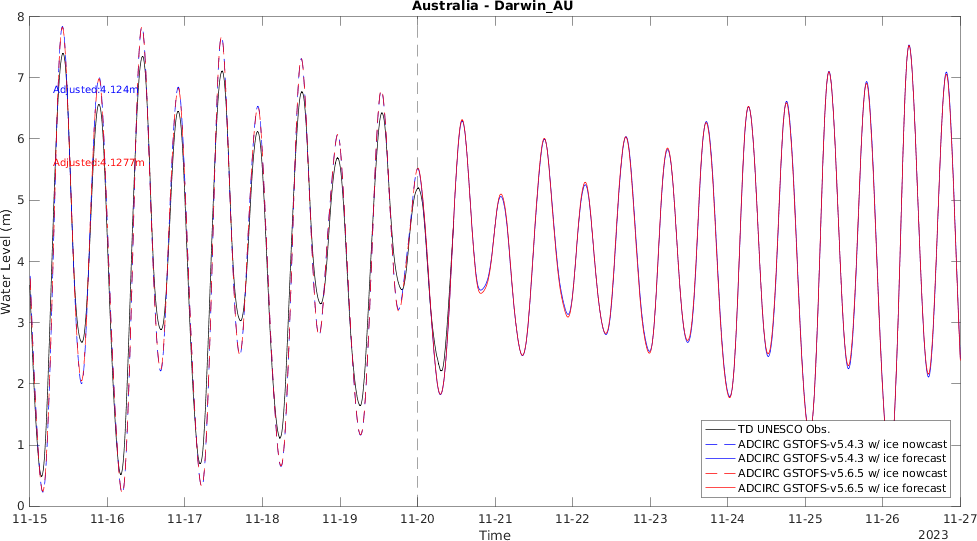 Australia - Darwin_AU
8
7
6
5
4
3
2
1
0
Water Level (m)
Adjusted:4.124m
Adjusted:4.1277m
TD UNESCO Obs.
ADCIRC GSTOFS-v5.4.3 w/ ice nowcast
ADCIRC GSTOFS-v5.4.3 w/ ice forecast
ADCIRC GSTOFS-v5.6.5 w/ ice nowcast
ADCIRC GSTOFS-v5.6.5 w/ ice forecast
11-15 11-16 11-17 11-18 11-19 11-20 11-21 11-22 11-23 11-24 11-25 11-26 11-27
Time
2023